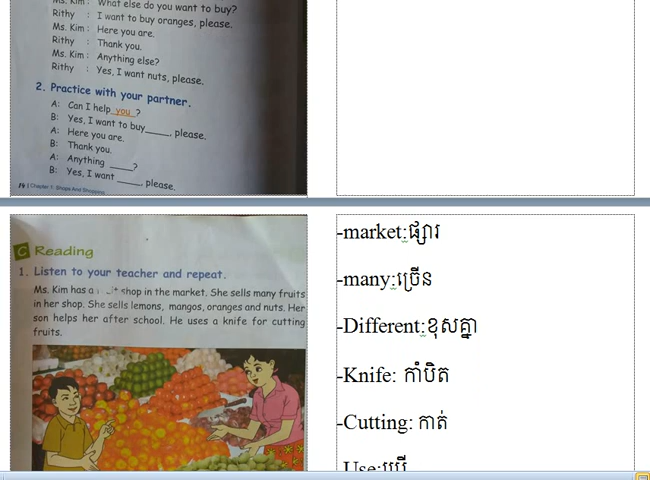 Ms. Kim : What else do you want to buy?
Rithy : I want to buy oranges, please.
Ms. Kim : Here you are.
Rithy : Thank you.
Ms. Kim : Anything else?
Rithy : Yes, I want nuts, please.
2. Practice with your partner.
A: Can I help you ?
B: Yes, I want to buy____, please.
A: Here you are.
B: Thank you.
A: Anything ____?
B: Yes, I want ____, please.
14 | Chapter 1: Shops And Shopping
C Reading
1. Listen to your teacher and repeat.
Ms. Kim has a shop in the market. She sells many fruits
in her shop. She sells lemons, mangos, oranges and nuts. Her
son helps her after school. He uses a knife for cutting
fruits.
-market:ផ្សារ
-many:ច្រើន
-Different:ខុសគ្នា
-Knife: កាំបិត
-Cutting: កាត់
-Use:ប្រើ